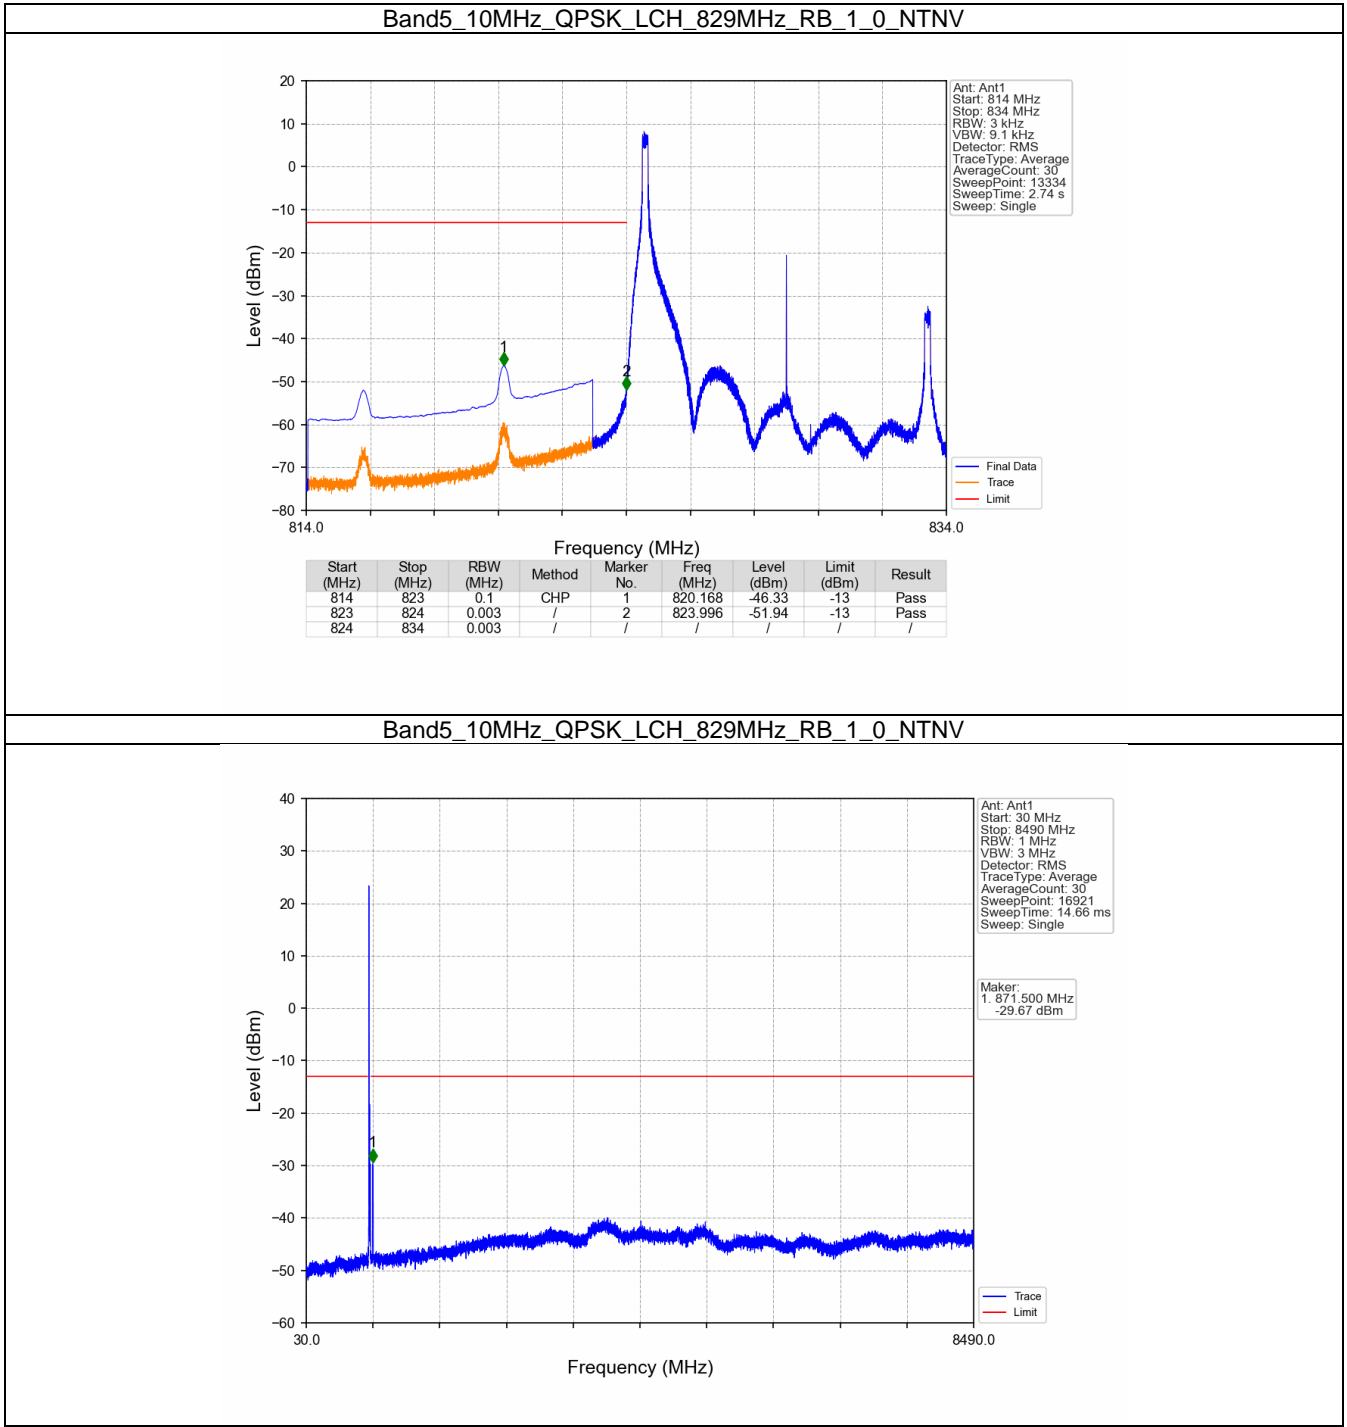 Band5_10MHz_QPSK_LCH_829MHz_RB_1_0_NTNV
20
10
0
−10
−20
−30
−40
−50
−60
−70
−80
Level (dBm)
1
2
814.0
834.0
Frequency (MHz)
Ant: Ant1
Start: 814 MHz
Stop: 834 MHz
RBW: 3 kHz
VBW: 9.1 kHz
Detector: RMS
TraceType: Average
AverageCount: 30
SweepPoint: 13334
SweepTime: 2.74 s
Sweep: Single
Final Data
Trace
Limit
Start (MHz) Stop (MHz) RBW (MHz) Method Marker No. Freq (MHz) Level (dBm) Limit (dBm) Result
814 823 0.1 CHP 1 820.168 -46.33 -13 Pass
823 824 0.003 / 2 823.996 -51.94 -13 Pass
824 834 0.003 / / / / / /
Band5_10MHz_QPSK_LCH_829MHz_RB_1_0_NTNV
40
30
20
10
0
−10
−20
−30
−40
−50
−60
Level (dBm)
1
30.0
8490.0
Frequency (MHz)
Ant: Ant1
Start: 30 MHz
Stop: 8490 MHz
RBW: 1 MHz
VBW: 3 MHz
Detector: RMS
TraceType: Average
AverageCount: 30
SweepPoint: 16921
SweepTime: 14.66 ms
Sweep: Single
Maker:
1. 871.500 MHz
-29.67 dBm
Trace
Limit